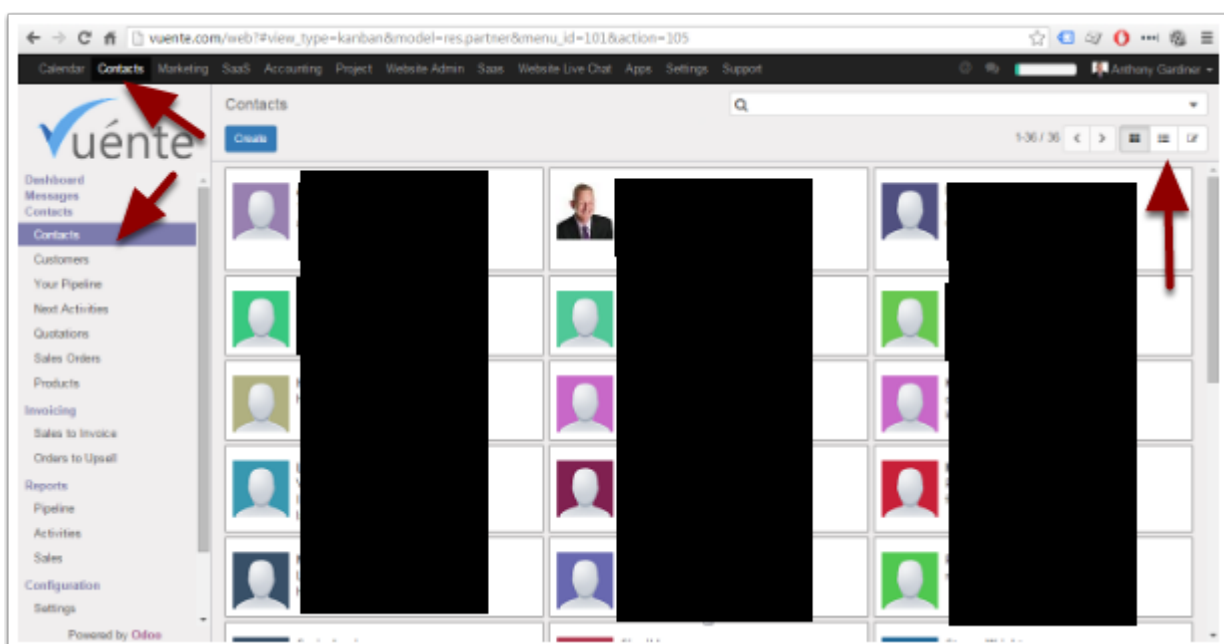 vuente.com/web?#view_type=kanban&model=res.partner&menu_id=101&action=105
Calendar Contacts Marketing SaaS Accounting Project Website Admin Saas Website Live Chat Apps Settings Support Anthony Gardiner
Vuénte
Contacts
Create
1-36 / 36
Dashboard
Messages
Contacts
Contacts
Customers
Your Pipeline
Next Activities
Quotations
Sales Orders
Products
Invoicing
Sales to Invoice
Orders to Upsell
Reports
Pipeline
Activities
Sales
Configuration
Settings
Powered by Odoo